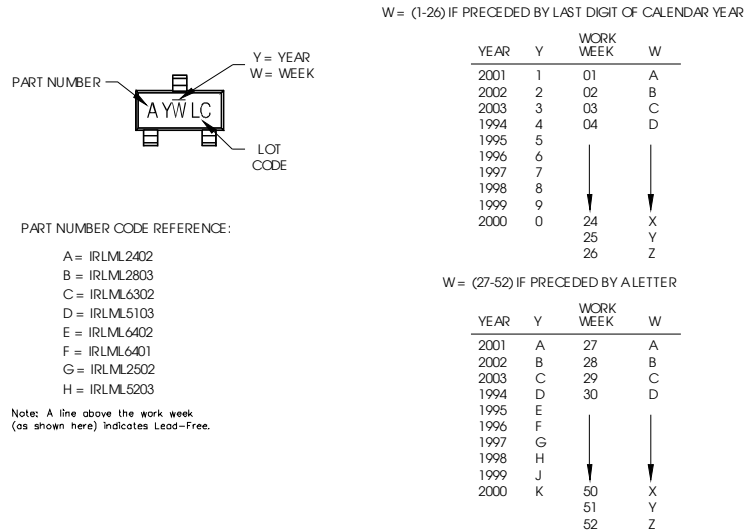 W = (1-26) IF PRECEDED BY LAST DIGIT OF CALENDAR YEAR
PART NUMBER
Y = YEAR
W = WEEK
A YW LC
LOT
CODE
YEAR Y WORK WEEK W
2001 1 01 A
2002 2 02 B
2003 3 03 C
1994 4 04 D
1995 5
1996 6
1997 7
1998 8
1999 9
2000 0 24 X
25 Y
26 Z
PART NUMBER CODE REFERENCE:
A = IRLML2402
B = IRLML2803
C = IRLML6302
D = IRLML5103
E = IRLML6402
F = IRLML6401
G = IRLML2502
H = IRLML5203
Note: A line above the work week
(as shown here) indicates Lead-Free.
W = (27-52) IF PRECEDED BY A LETTER
YEAR Y WORK WEEK W
2001 A 27 A
2002 B 28 B
2003 C 29 C
1994 D 30 D
1995 E
1996 F
1997 G
1998 H
1999 J
2000 K 50 X
51 Y
52 Z